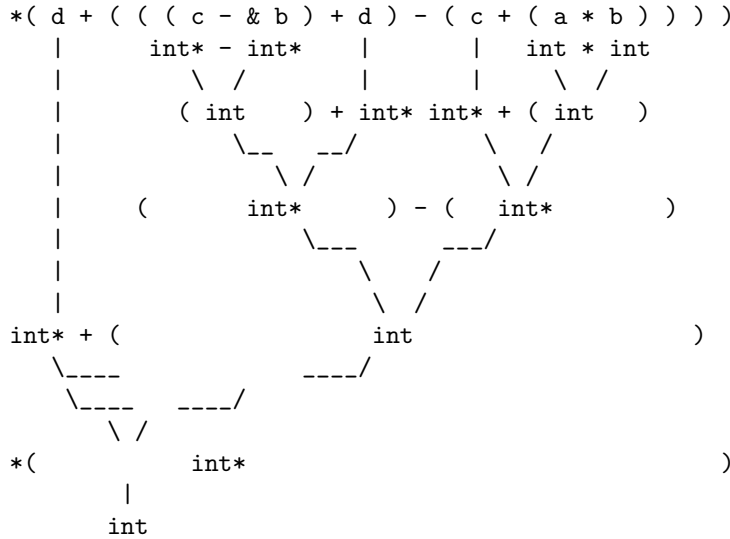 *( d + ( ( ( c - & b ) + d ) - ( c + ( a * b ) ) ) )
int* - int* int * int
( int ) + int* int* + ( int )
( int* ) - ( int* )
int* + ( int )
*( int* )
int